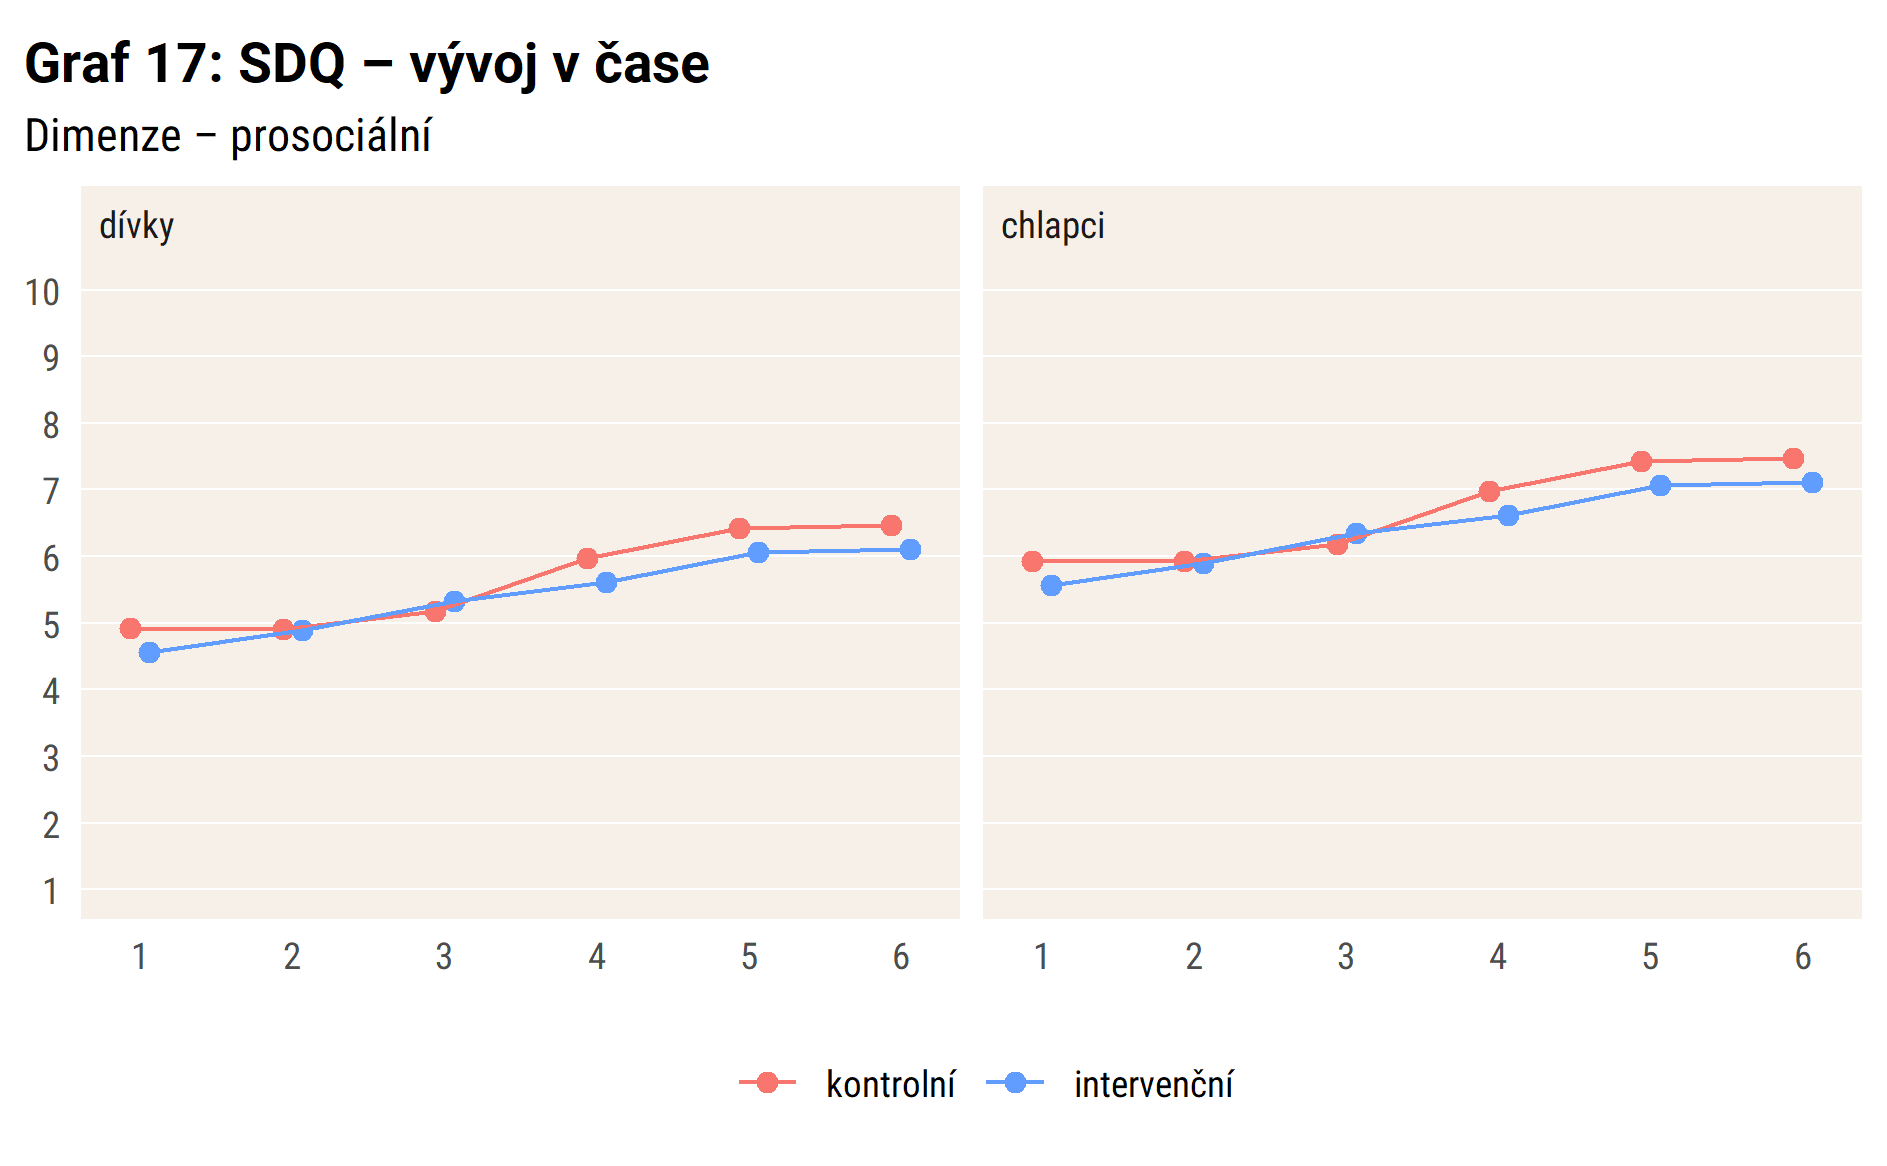 Graf 17: SDQ – vývoj v čase
Dimenze – prosociální
dívky
chlapci
10
9
8
7
6
5
4
3
2
1
1 2 3 4 5 6
1 2 3 4 5 6
kontrolní intervenční